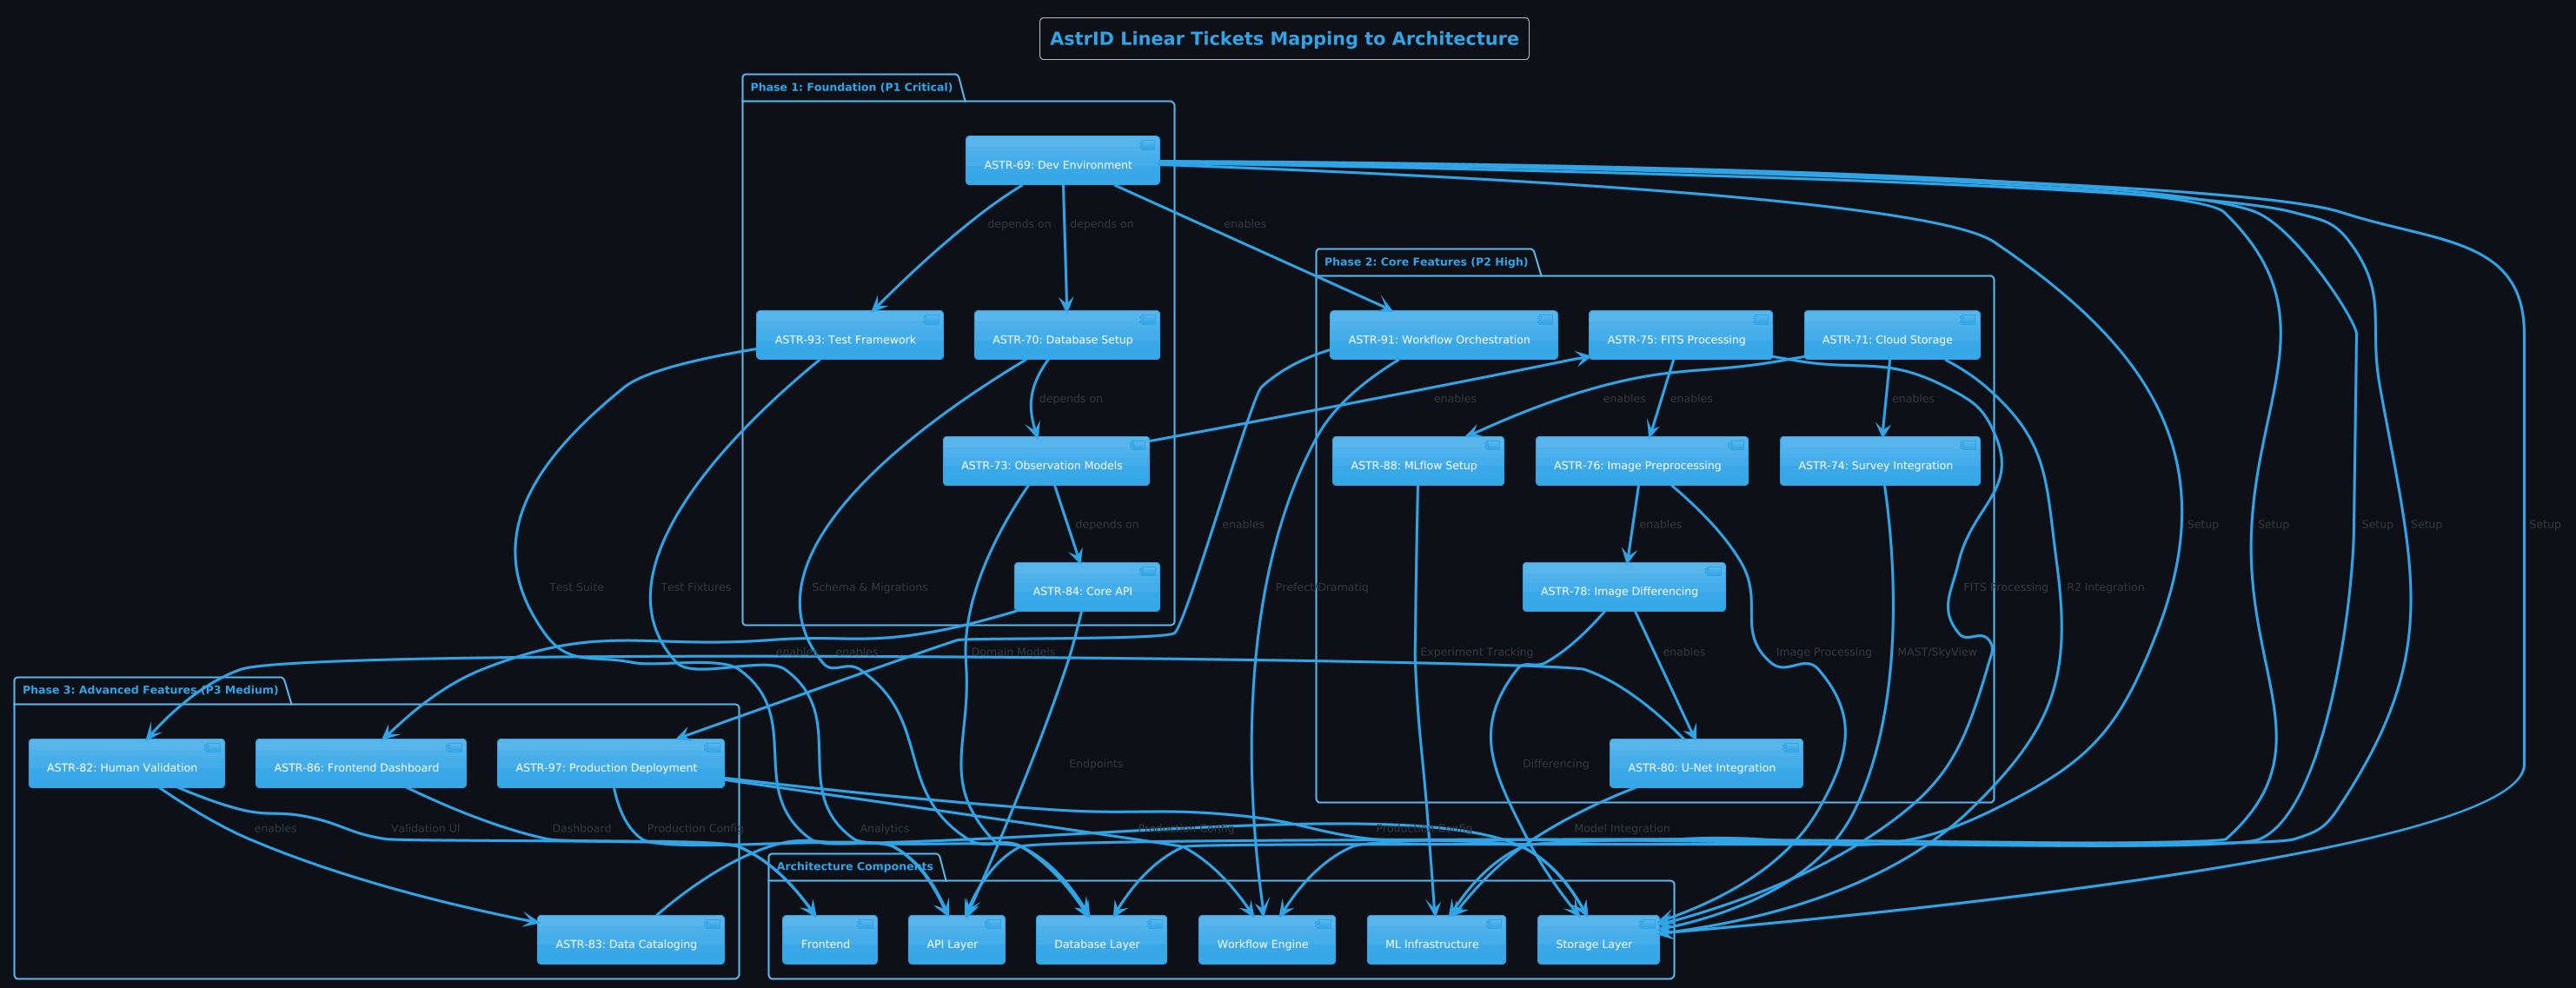 AstrID Linear Tickets Mapping to Architecture
Phase 1: Foundation (P1 Critical)
ASTR-69: Dev Environment
depends on
depends on
enables
Phase 2: Core Features (P2 High)
ASTR-93: Test Framework
ASTR-70: Database Setup
ASTR-91: Workflow Orchestration
ASTR-75: FITS Processing
ASTR-71: Cloud Storage
depends on
enables
enables
enables
enables
ASTR-73: Observation Models
ASTR-88: MLflow Setup
ASTR-76: Image Preprocessing
ASTR-74: Survey Integration
depends on
enables
enables
Setup
Setup
Setup
Setup
Setup
Test Suite
Test Fixtures
Schema & Migrations
ASTR-84: Core API
Prefect/Dramatiq
ASTR-78: Image Differencing
FITS Processing
R2 Integration
enables
enables
Domain Models
Experiment Tracking
enables
Image Processing
MAST/SkyView
Phase 3: Advanced Features (P3 Medium)
ASTR-82: Human Validation
ASTR-86: Frontend Dashboard
ASTR-97: Production Deployment
Endpoints
Differencing
ASTR-80: U-Net Integration
enables
Validation UI
Dashboard
Production Config
Analytics
Production Config
Production Config
Model Integration
Architecture Components
ASTR-83: Data Cataloging
Frontend
API Layer
Database Layer
Workflow Engine
ML Infrastructure
Storage Layer